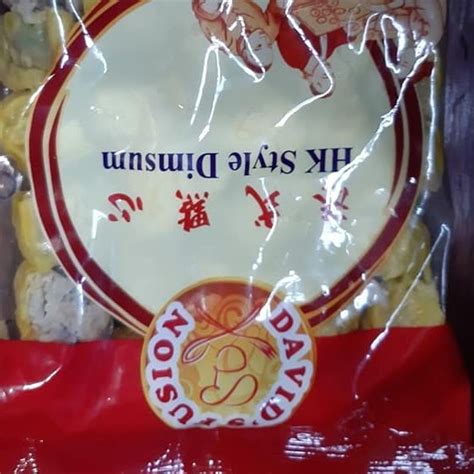 DAVID'S FUSION
港式點心
HK Style Dimsum